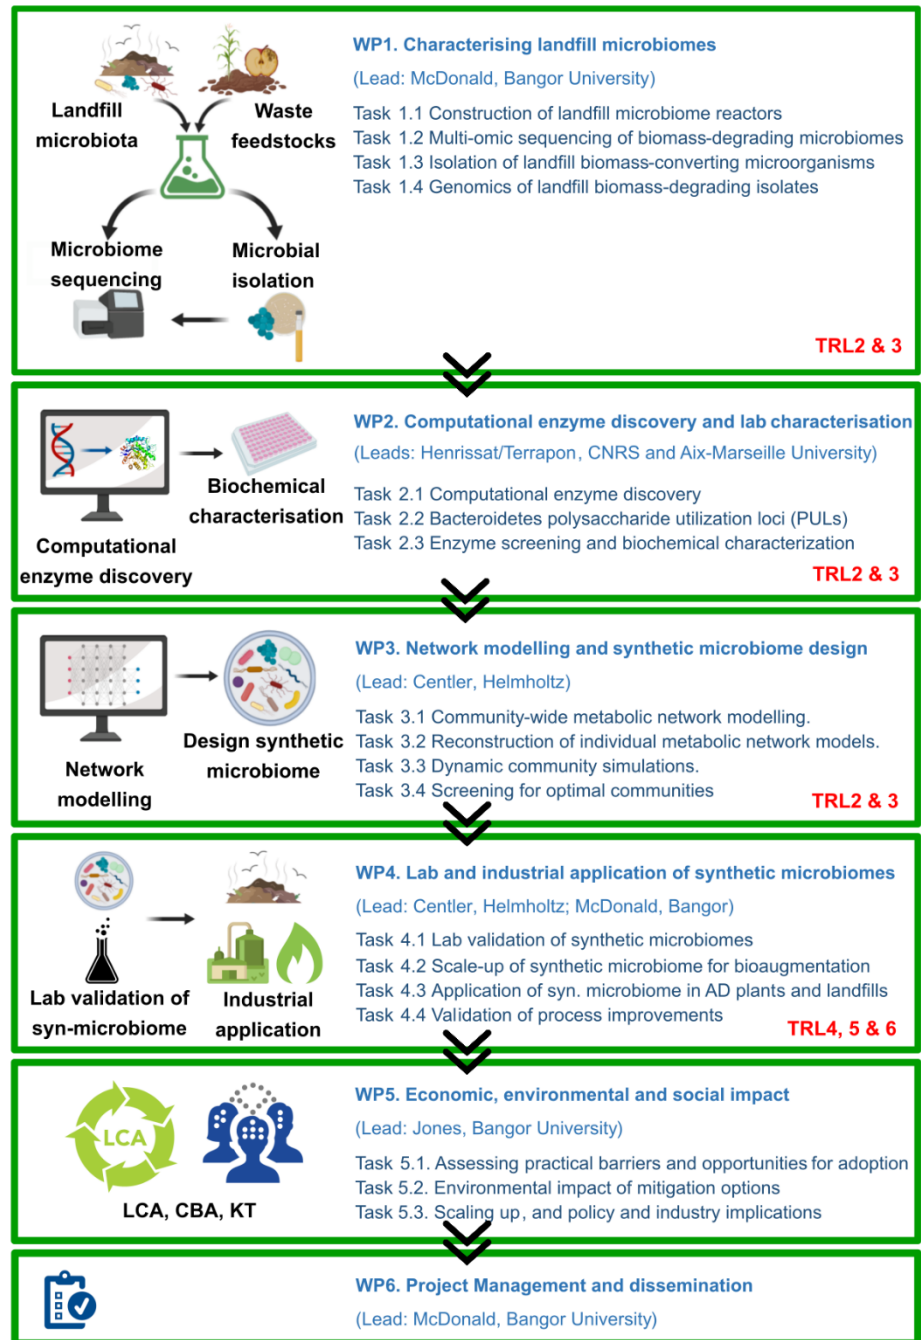 Landfill
microbiota
Waste
feedstocks
Microbiome
sequencing
Microbial
isolation
WP1. Characterising landfill microbiomes
(Lead: McDonald, Bangor University)
Task 1.1 Construction of landfill microbiome reactors
Task 1.2 Multi-omic sequencing of biomass-degrading microbiomes
Task 1.3 Isolation of landfill biomass-converting microorganisms
Task 1.4 Genomics of landfill biomass-degrading isolates
TRL2 & 3
Computational
enzyme discovery
Biochemical
characterisation
WP2. Computational enzyme discovery and lab characterisation
(Leads: Henrissat/Terrapon, CNRS and Aix-Marseille University)
Task 2.1 Computational enzyme discovery
Task 2.2 Bacteroidetes polysaccharide utilization loci (PULs)
Task 2.3 Enzyme screening and biochemical characterization
TRL2 & 3
Network
modelling
Design synthetic
microbiome
WP3. Network modelling and synthetic microbiome design
(Lead: Centler, Helmholtz)
Task 3.1 Community-wide metabolic network modelling.
Task 3.2 Reconstruction of individual metabolic network models.
Task 3.3 Dynamic community simulations.
Task 3.4 Screening for optimal communities
TRL2 & 3
Lab validation of
syn-microbiome
Industrial
application
WP4. Lab and industrial application of synthetic microbiomes
(Lead: Centler, Helmholtz; McDonald, Bangor)
Task 4.1 Lab validation of synthetic microbiomes
Task 4.2 Scale-up of synthetic microbiome for bioaugmentation
Task 4.3 Application of syn. microbiome in AD plants and landfills
Task 4.4 Validation of process improvements
TRL4, 5 & 6
LCA
LCA, CBA, KT
WP5. Economic, environmental and social impact
(Lead: Jones, Bangor University)
Task 5.1. Assessing practical barriers and opportunities for adoption
Task 5.2. Environmental impact of mitigation options
Task 5.3. Scaling up, and policy and industry implications
WP6. Project Management and dissemination
(Lead: McDonald, Bangor University)